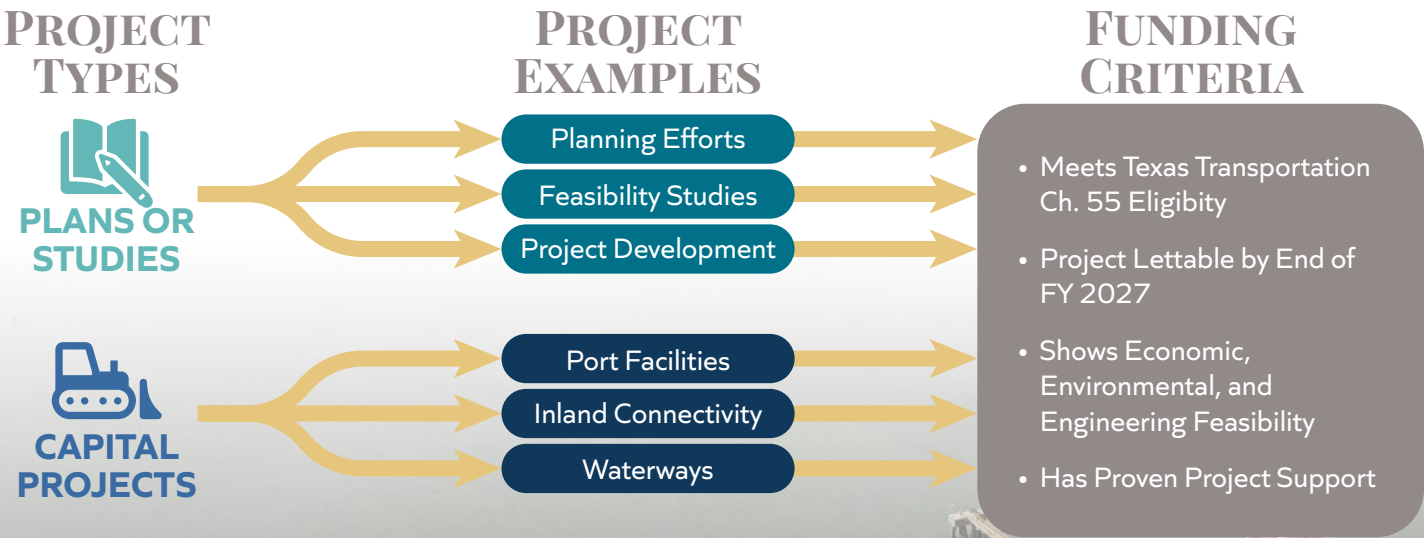 PROJECT
TYPES
PROJECT
EXAMPLES
FUNDING
CRITERIA
PLANS OR
STUDIES
Planning Efforts
Feasibility Studies
Project Development
CAPITAL
PROJECTS
Port Facilities
Inland Connectivity
Waterways
• Meets Texas Transportation
Ch. 55 Eligibity
• Project Lettable by End of
FY 2027
• Shows Economic,
Environmental, and
Engineering Feasibility
• Has Proven Project Support